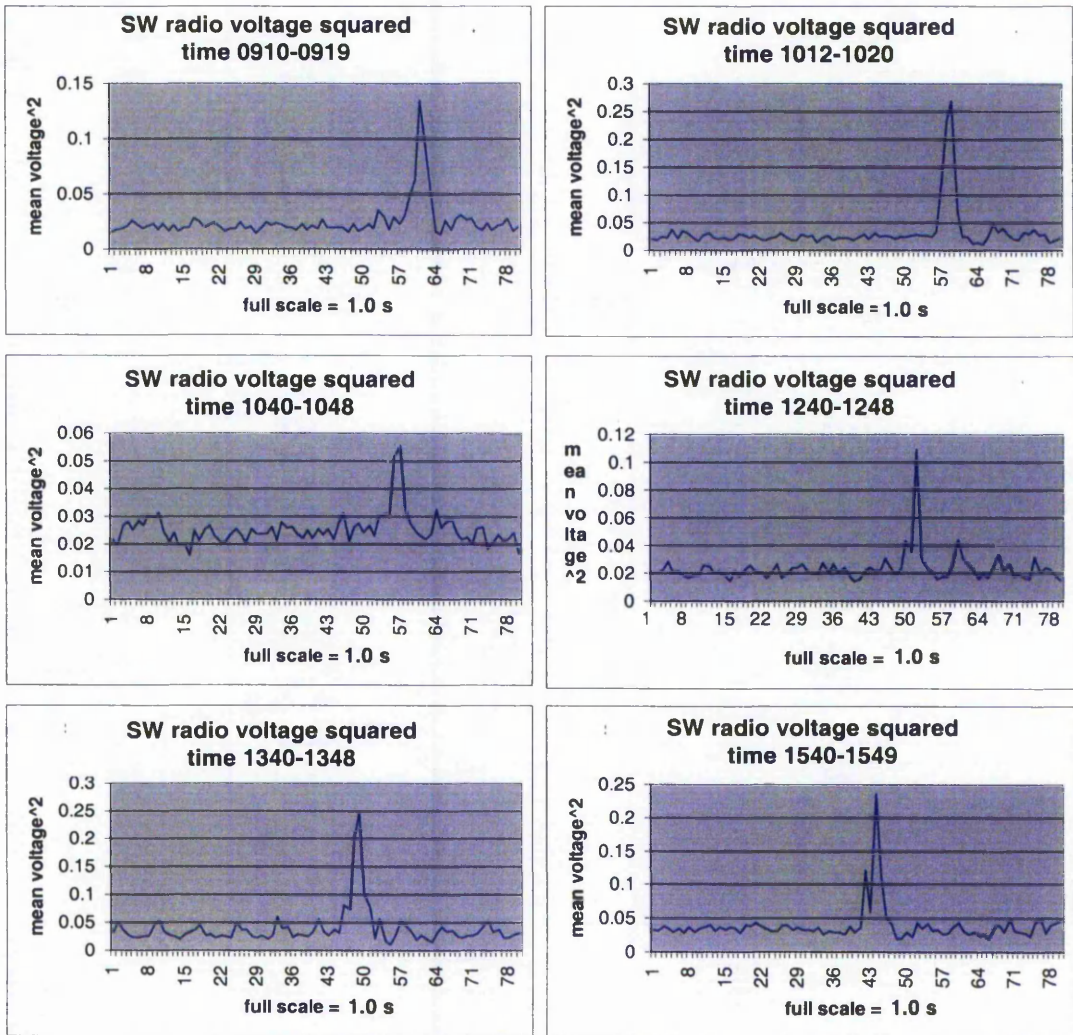 SW radio voltage squared
time 0910-0919
mean voltage^2
0.15
0.1
0.05
0
1 8 15 22 29 36 43 50 57 64 71 78
full scale = 1.0 s
SW radio voltage squared
time 1012-1020
mean voltage^2
0.3
0.25
0.2
0.15
0.1
0.05
0
1 8 15 22 29 36 43 50 57 64 71 78
full scale = 1.0 s
SW radio voltage squared
time 1040-1048
mean voltage^2
0.06
0.05
0.04
0.03
0.02
0.01
0
1 8 15 22 29 36 43 50 57 64 71 78
full scale = 1.0 s
SW radio voltage squared
time 1240-1248
m
ea
n
vo
lta
ge
^2
0.12
0.1
0.08
0.06
0.04
0.02
0
1 8 15 22 29 36 43 50 57 64 71 78
full scale = 1.0 s
SW radio voltage squared
time 1340-1348
mean voltage^2
0.3
0.25
0.2
0.15
0.1
0.05
0
1 8 15 22 29 36 43 50 57 64 71 78
full scale = 1.0 s
SW radio voltage squared
time 1540-1549
mean voltage^2
0.25
0.2
0.15
0.1
0.05
0
1 8 15 22 29 36 43 50 57 64 71 78
full scale = 1.0 s